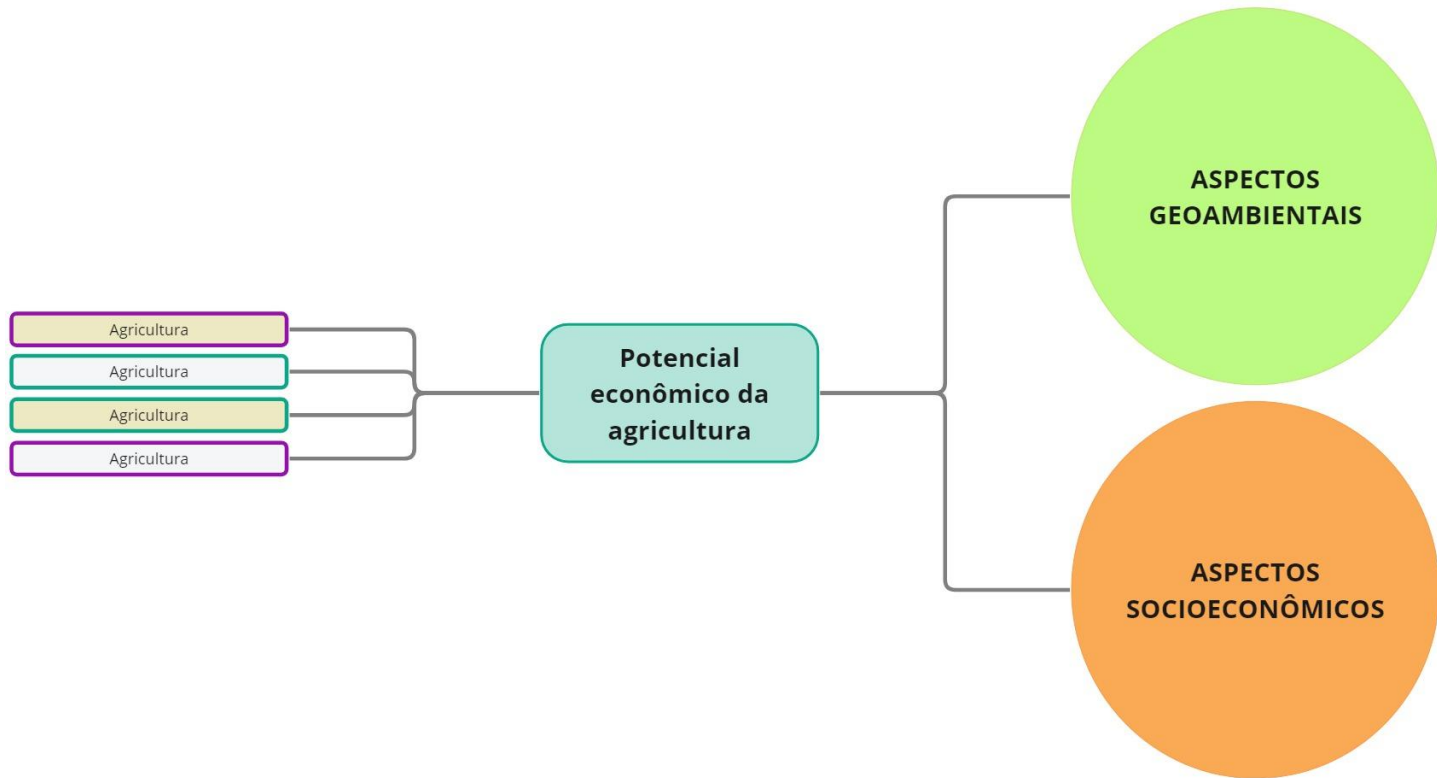 Agricultura
Agricultura
Agricultura
Agricultura
Potencial
econômico da
agricultura
ASPECTOS
GEOAMBIENTAIS
ASPECTOS
SOCIOECONÔMICOS